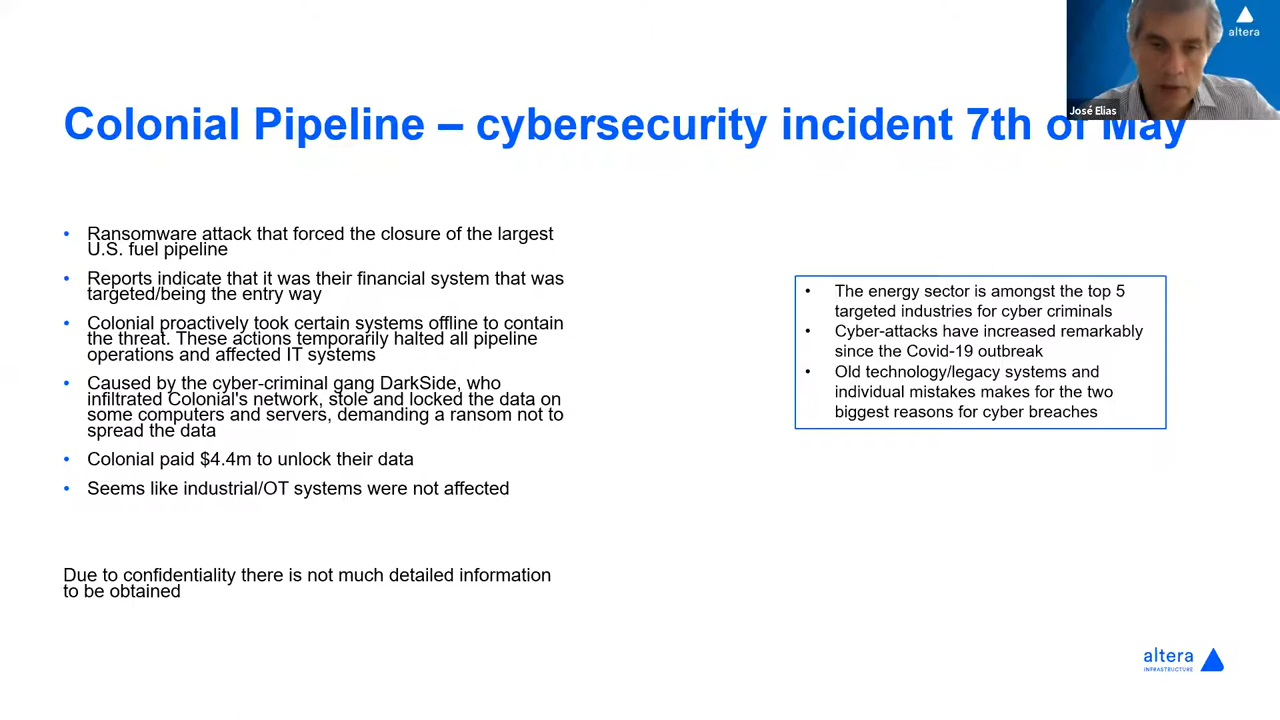 altera
José Elias
Colonial Pipeline – cybersecurity incident 7th of May
• Ransomware attack that forced the closure of the largest
U.S. fuel pipeline
• Reports indicate that it was their financial system that was
targeted/being the entry way
• Colonial proactively took certain systems offline to contain
the threat. These actions temporarily halted all pipeline
operations and affected IT systems
• Caused by the cyber-criminal gang DarkSide, who
infiltrated Colonial's network, stole and locked the data on
some computers and servers, demanding a ransom not to
spread the data
• Colonial paid $4.4m to unlock their data
• Seems like industrial/OT systems were not affected
Due to confidentiality there is not much detailed information
to be obtained
• The energy sector is amongst the top 5
targeted industries for cyber criminals
• Cyber-attacks have increased remarkably
since the Covid-19 outbreak
• Old technology/legacy systems and
individual mistakes makes for the two
biggest reasons for cyber breaches
altera
INFRASTRUCTURE